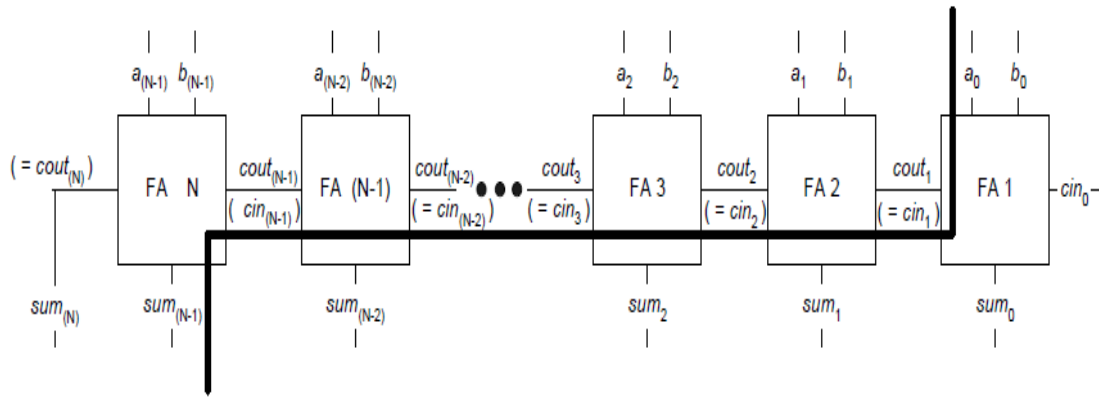 a(N-1) b(N-1) a(N-2) b(N-2) a2 b2 a1 b1 a0 b0
( = cout(N)) FA N cout(N-1) FA (N-1) cout(N-2) ●●● cout3 FA 3 cout2 FA 2 cout1 FA 1 cin0
( cin(N-1)) ( = cin(N-2)) ( = cin3) ( = cin2) ( = cin1)
sum(N) sum(N-1) sum(N-2) sum2 sum1 sum0